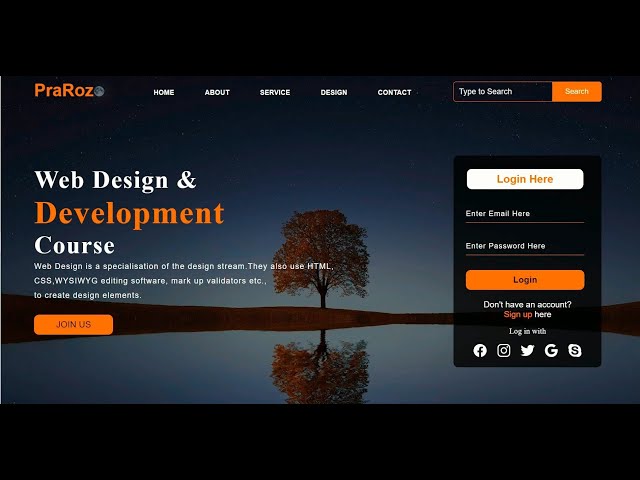 PraRoz
HOME ABOUT SERVICE DESIGN CONTACT
Type to Search Search
Web Design &
Development
Course
Web Design is a specialisation of the design stream.They also use HTML,
CSS,WYSIWYG editing software, mark up validators etc.,
to create design elements.
JOIN US
Login Here
Enter Email Here
Enter Password Here
Login
Don't have an account?
Sign up here
Log in with